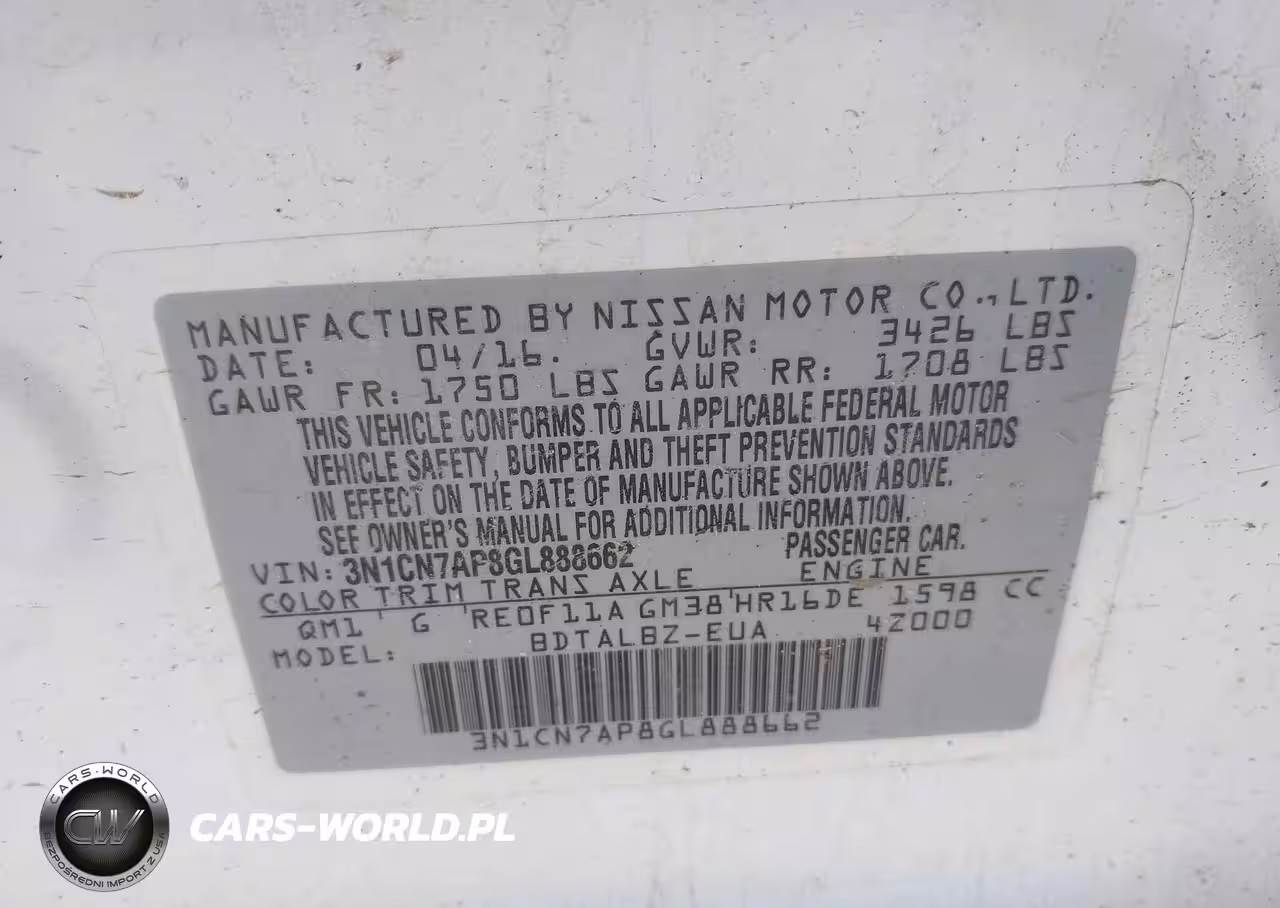 MANUFACTURED BY NISSAN MOTOR CO., LTD.
DATE: 04/16. GVWR: 3426 LBS
GAWR FR: 1750 LBS GAWR RR: 1708 LBS
THIS VEHICLE CONFORMS TO ALL APPLICABLE FEDERAL MOTOR
VEHICLE SAFETY, BUMPER AND THEFT PREVENTION STANDARDS
IN EFFECT ON THE DATE OF MANUFACTURE SHOWN ABOVE.
SEE OWNER'S MANUAL FOR ADDITIONAL INFORMATION.
VIN: 3N1CN7AP8GL888662 PASSENGER CAR.
COLOR TRIM TRANS AXLE ENGINE
QM1 ' G ' RE0F11A GM38 ' HR16DE 1598 CC
MODEL: BDTALBZ-EUA 4Z000
3N1CN7AP8GL888662
CARS-WORLD
CW
BEZPOŚREDNI IMPORT Z USA
CARS-WORLD.PL